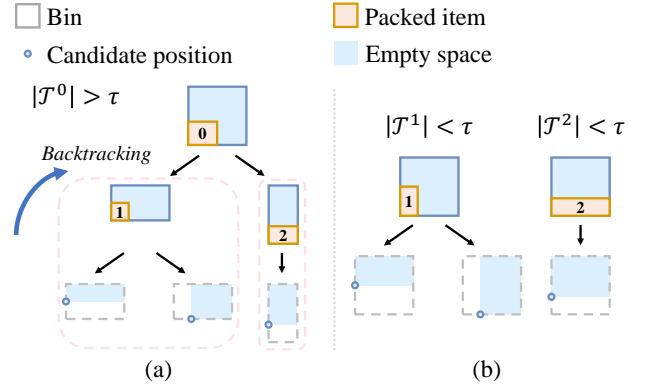 Bin
Packed item
Candidate position
Empty space
|𝒯⁰| > τ
0
Backtracking
1
2
(a)
|𝒯¹| < τ
|𝒯²| < τ
1
2
(b)